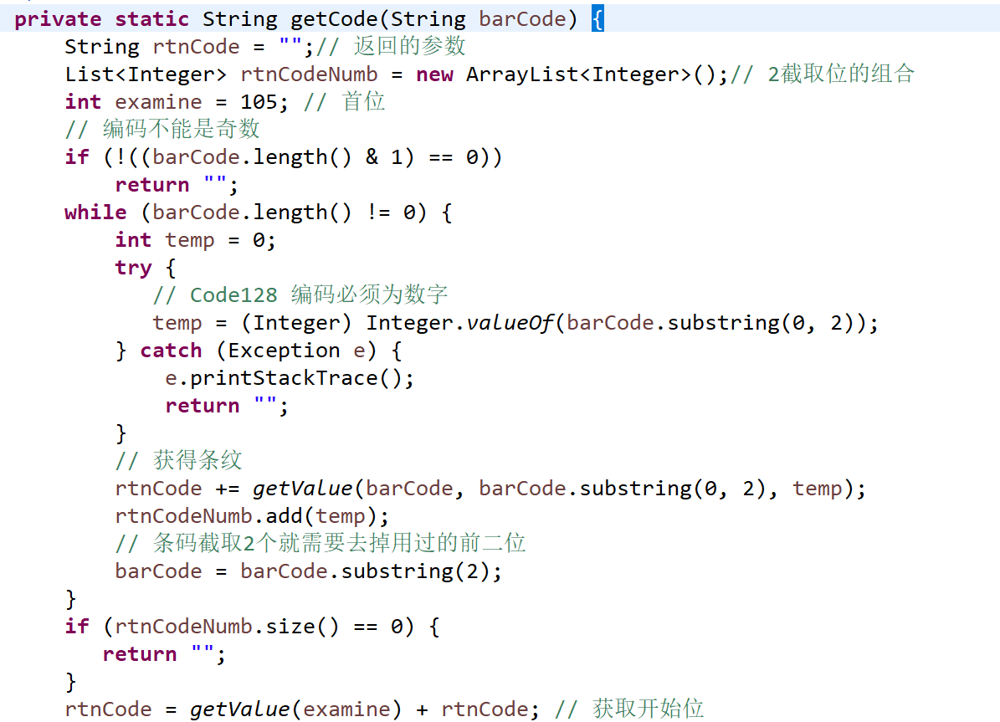 private static String getCode(String barCode) {
    String rtnCode = "";// 返回的参数
    List<Integer> rtnCodeNumb = new ArrayList<Integer>();// 2截取位的组合
    int examine = 105; // 首位
    // 编码不能是奇数
    if (!((barCode.length() & 1) == 0))
        return "";
    while (barCode.length() != 0) {
        int temp = 0;
        try {
           // Code128 编码必须为数字
           temp = (Integer) Integer.valueOf(barCode.substring(0, 2));
        } catch (Exception e) {
            e.printStackTrace();
            return "";
        }
        // 获得条纹
        rtnCode += getValue(barCode, barCode.substring(0, 2), temp);
        rtnCodeNumb.add(temp);
        // 条码截取2个就需要去掉用过的前二位
        barCode = barCode.substring(2);
    }
    if (rtnCodeNumb.size() == 0) {
       return "";
    }
    rtnCode = getValue(examine) + rtnCode; // 获取开始位